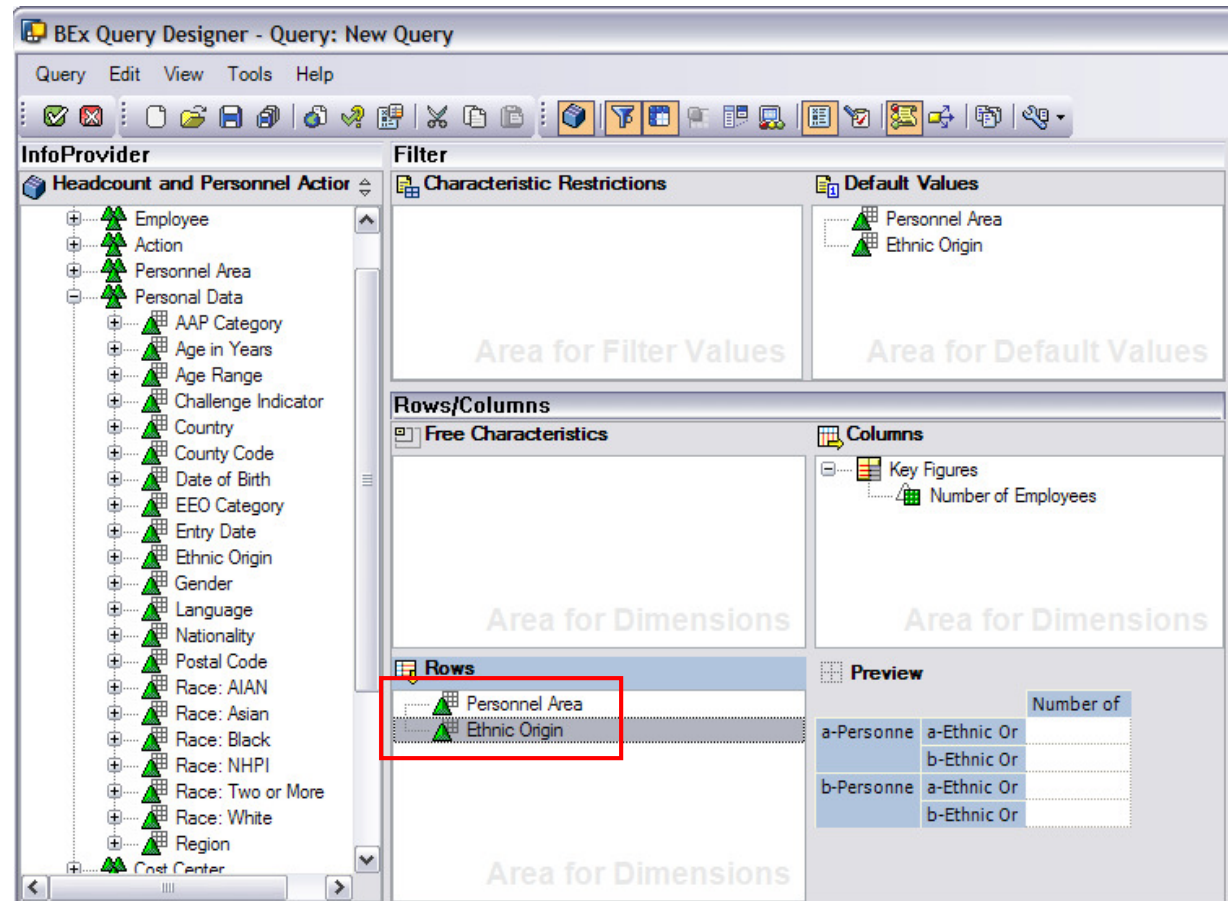 BEx Query Designer - Query: New Query
Query Edit View Tools Help
InfoProvider
Headcount and Personnel Action
Employee
Action
Personnel Area
Personal Data
AAP Category
Age in Years
Age Range
Challenge Indicator
Country
County Code
Date of Birth
EEO Category
Entry Date
Ethnic Origin
Gender
Language
Nationality
Postal Code
Race: AIAN
Race: Asian
Race: Black
Race: NHPI
Race: Two or More
Race: White
Region
Cost Center
Filter
Characteristic Restrictions
Area for Filter Values
Default Values
Personnel Area
Ethnic Origin
Area for Default Values
Rows/Columns
Free Characteristics
Area for Dimensions
Columns
Key Figures
Number of Employees
Area for Dimensions
Rows
Personnel Area
Ethnic Origin
Area for Dimensions
Preview
Number of
a-Personne a-Ethnic Or
b-Ethnic Or
b-Personne a-Ethnic Or
b-Ethnic Or